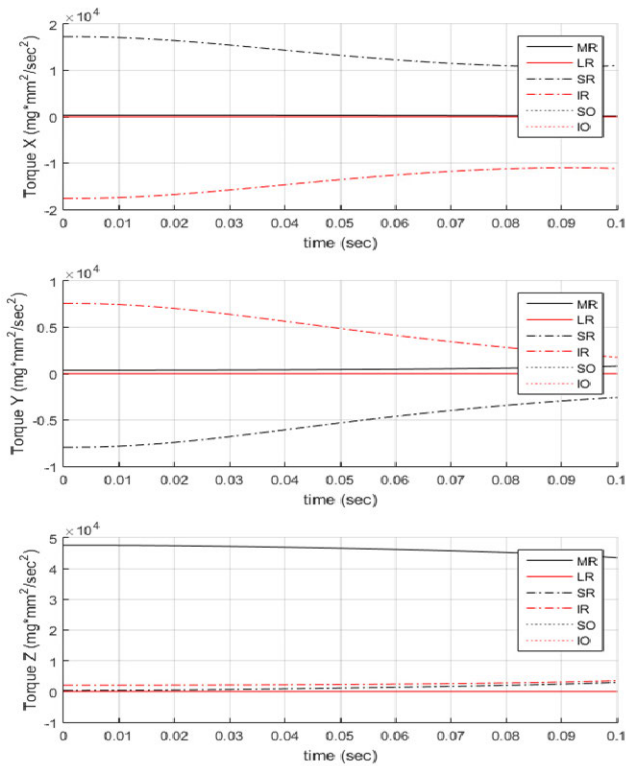 ×10⁴
2
1
0
-1
-2
Torque X (mg*mm²/sec²)
MR
LR
SR
IR
SO
IO
0 0.01 0.02 0.03 0.04 0.05 0.06 0.07 0.08 0.09 0.1
time (sec)
×10⁴
1
0.5
0
-0.5
-1
Torque Y (mg*mm²/sec²)
MR
LR
SR
IR
SO
IO
0 0.01 0.02 0.03 0.04 0.05 0.06 0.07 0.08 0.09 0.1
time (sec)
×10⁴
5
4
3
2
1
0
-1
Torque Z (mg*mm²/sec²)
MR
LR
SR
IR
SO
IO
0 0.01 0.02 0.03 0.04 0.05 0.06 0.07 0.08 0.09 0.1
time (sec)